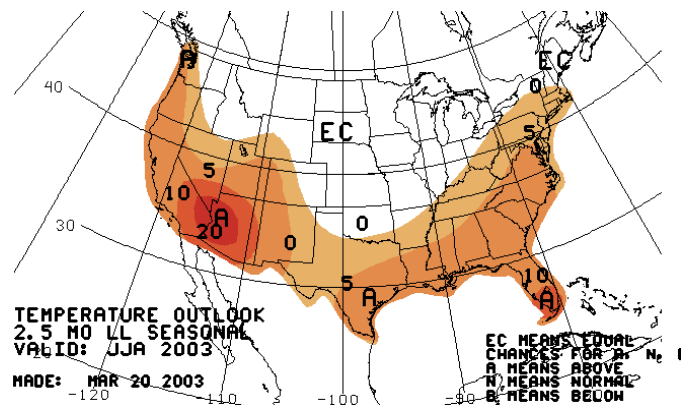 A
EC
0
40
EC
5
10
5
10
A
20
0
0
30
5
A
10
A
TEMPERATURE OUTLOOK
2.5 MO LL SEASONAL
VALID: JJA 2003
MADE: MAR 20 2003
EC MEANS EQUAL
CHANCES FOR A, N,
A MEANS ABOVE
N MEANS NORMAL
B MEANS BELOW
-120
-110
-100
-90